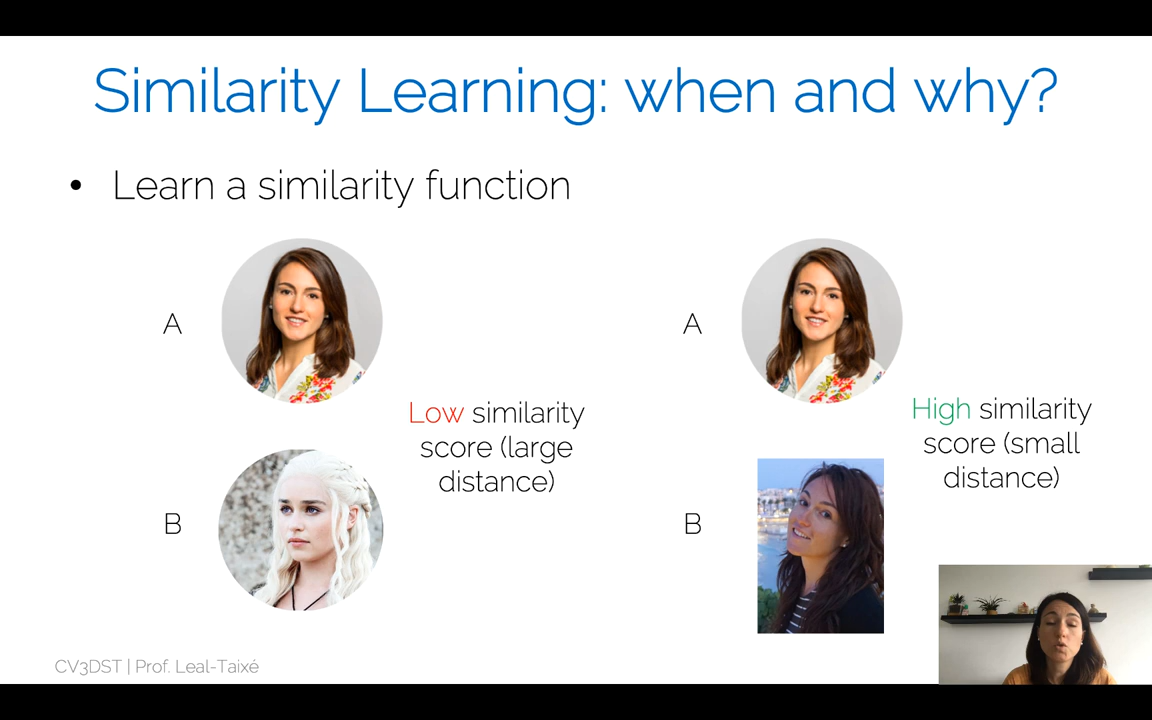 Similarity Learning: when and why?
• Learn a similarity function
A
Low similarity
score (large
distance)
B
A
High similarity
score (small
distance)
B
CV3DST | Prof. Leal-Taixé